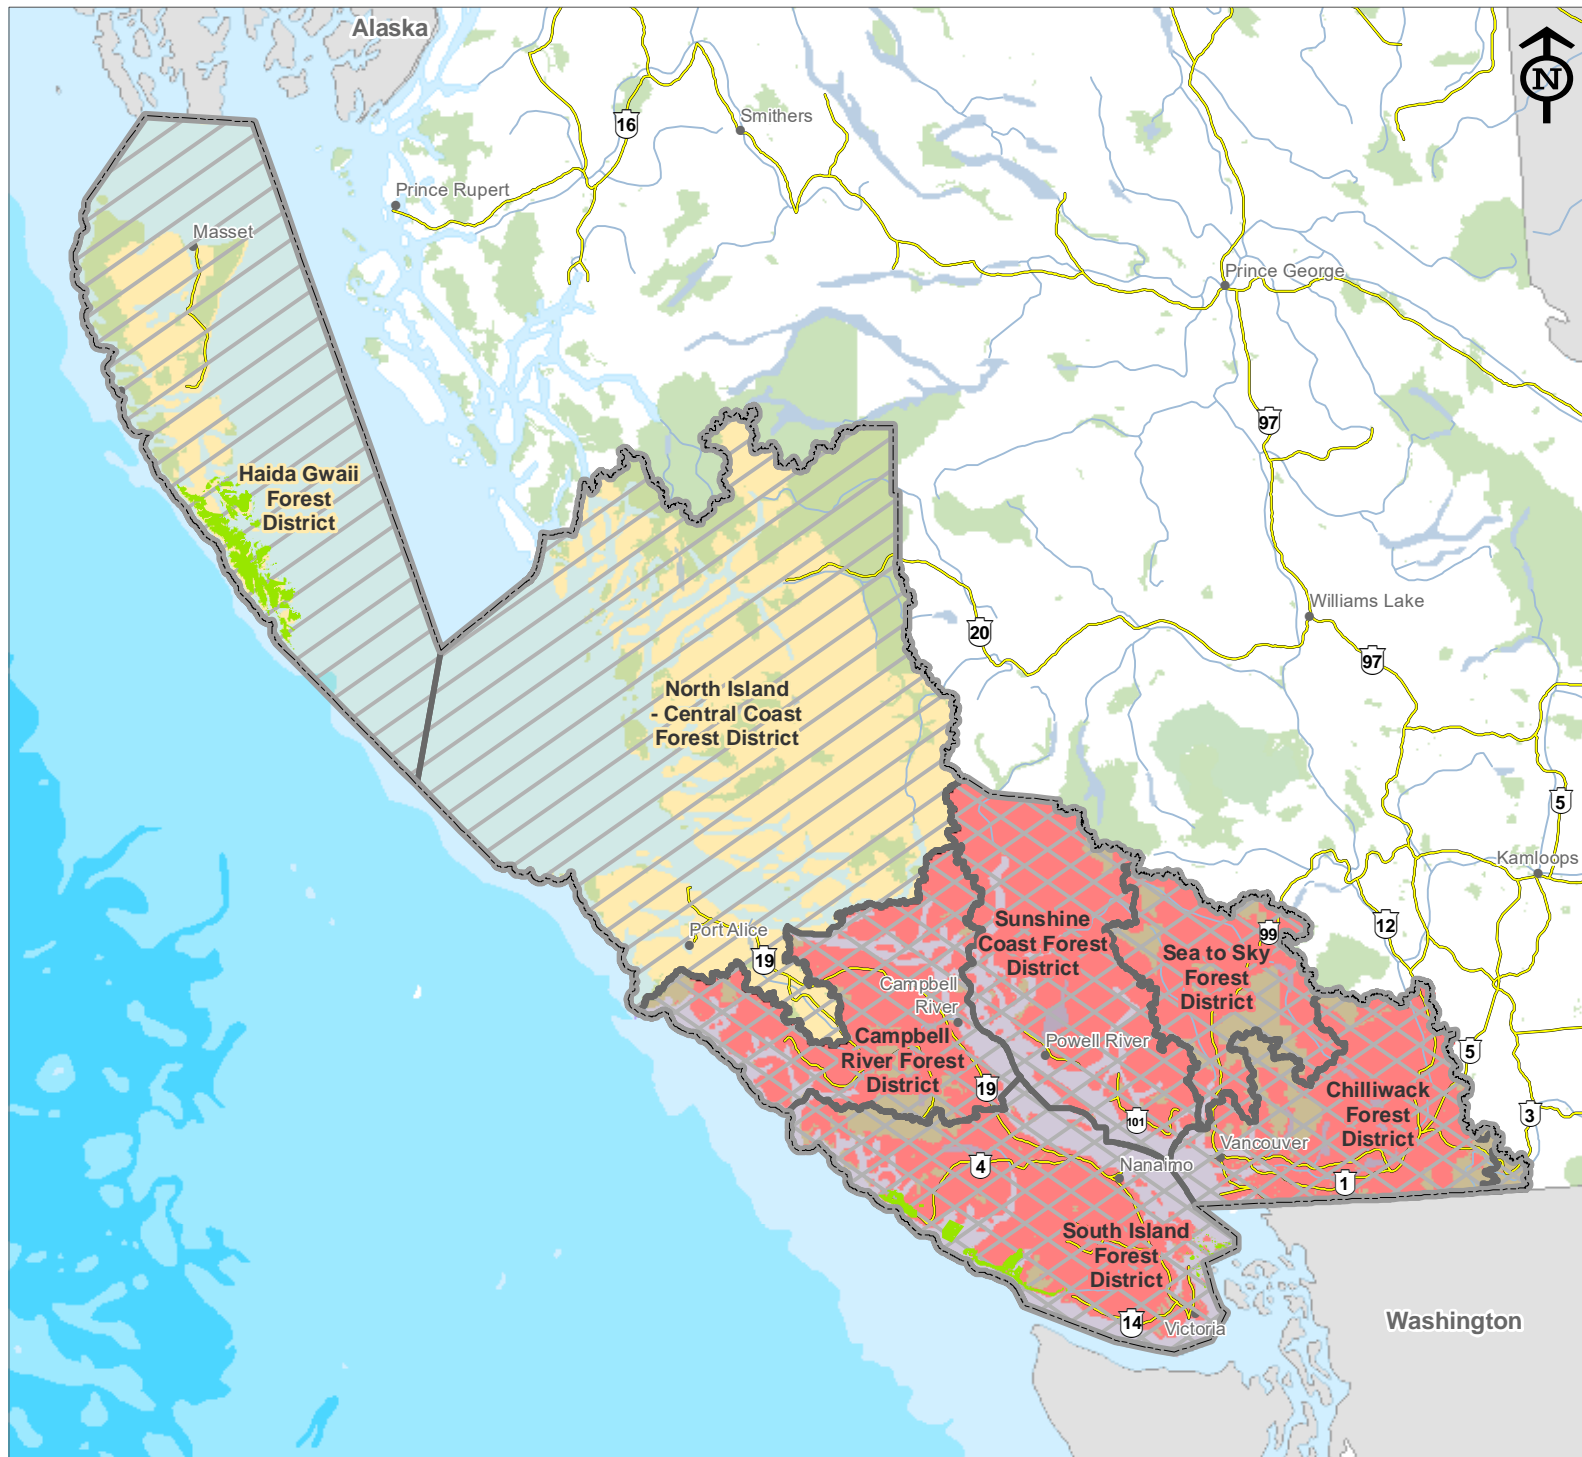 Alaska
N
16
Smithers
Prince Rupert
Masset
Prince George
97
Haida Gwaii
Forest
District
Williams Lake
20
97
North Island
- Central Coast
Forest District
5
Kamloops
Port Alice
19
Sunshine
Coast Forest
District
12
99
Sea to Sky
Forest
District
Campbell
River
Powell River
Campbell
River Forest
District
5
19
Chilliwack
Forest
District
3
101
Vancouver
4
Nanaimo
1
South Island
Forest
District
14
Victoria
Washington